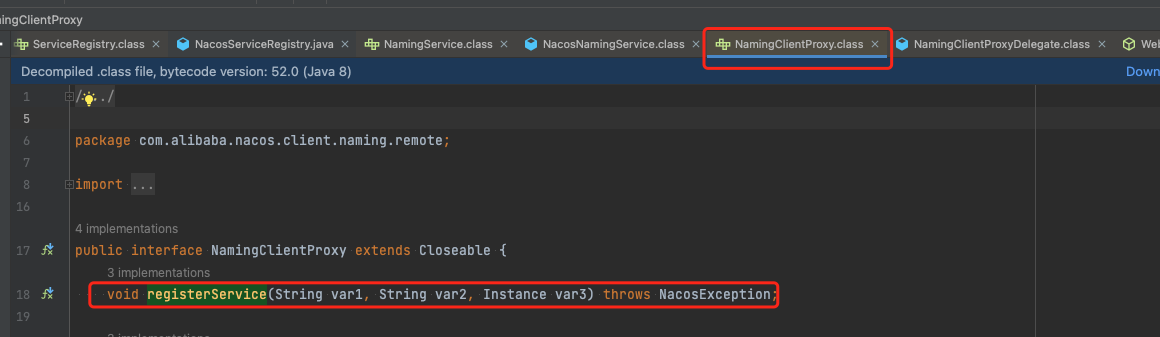 mingClientProxy
ServiceRegistry.class × NacosServiceRegistry.java × NamingService.class × NacosNamingService.class × NamingClientProxy.class × NamingClientProxyDelegate.class × Web
Decompiled .class file, bytecode version: 52.0 (Java 8) Down
1 /.../
5
6 package com.alibaba.nacos.client.naming.remote;
7
8 import ...
16
4 implementations
17 public interface NamingClientProxy extends Closeable {
3 implementations
18 void registerService(String var1, String var2, Instance var3) throws NacosException;
19
implementations